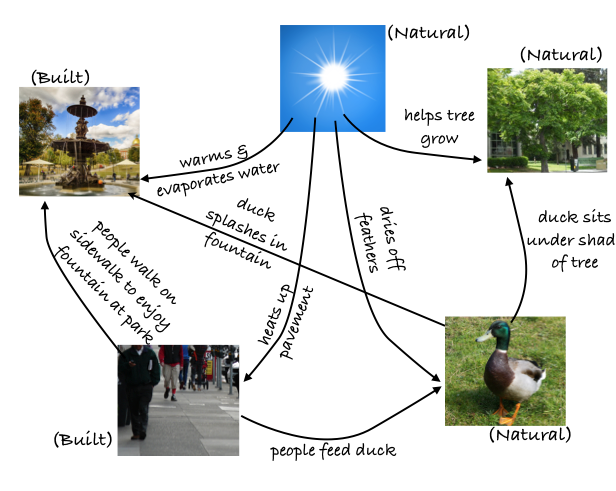 (Natural)
(Natural)
(Built)
helps tree
grow
warms &
evaporates water
duck
splashes in
fountain
dries off
feathers
duck sits
under shad
of tree
people walk on
sidewalk to enjoy
fountain at park
heats up
pavement
(Built)
people feed duck
(Natural)